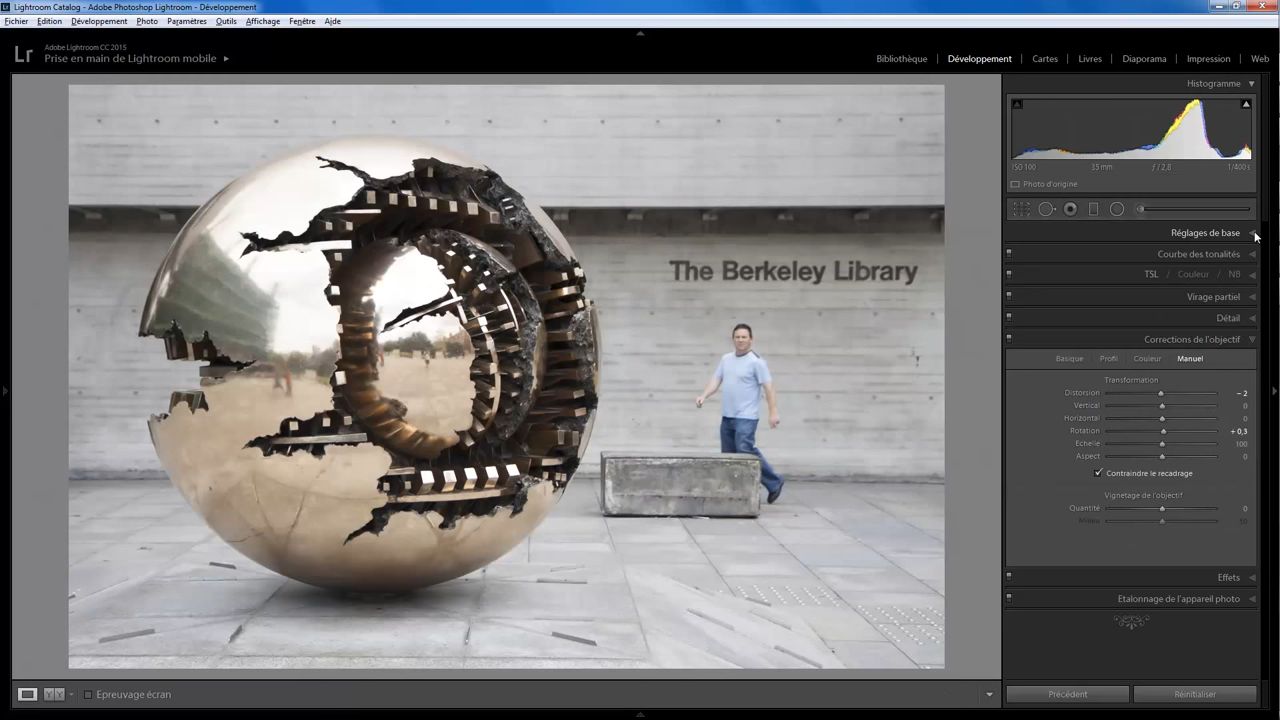 Lightroom Catalog - Adobe Photoshop Lightroom - Développement
Fichier Edition Développement Photo Paramètres Outils Affichage Fenêtre Aide
Lr
Adobe Lightroom CC 2015
Prise en main de Lightroom mobile
Bibliothèque Développement Cartes Livres Diaporama Impression Web
Histogramme
ISO 100 35mm ƒ / 2,8 1/400s
Photo d'origine
Réglages de base
Courbe des tonalités
TSL / Couleur / NB
Virage partiel
Détail
Corrections de l'objectif
Basique Profil Couleur Manuel
Transformation
Distorsion - 2
Vertical 0
Horizontal 0
Rotation + 0,3
Echelle 100
Aspect 0
Contraindre le recadrage
Vignetage de l'objectif
Quantité 0
Milieu 50
Effets
Etalonnage de l'appareil photo
The Berkeley Library
Y Y
Epreuvage écran
Précédent Réinitialiser